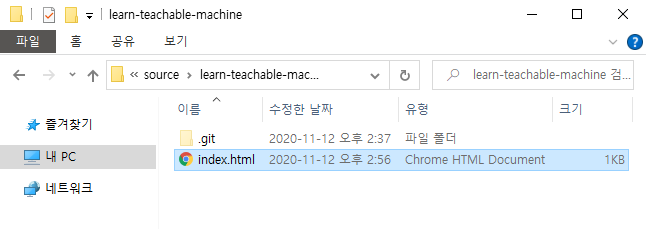 learn-teachable-machine
파일 홈 공유 보기
« source › learn-teachable-mac... learn-teachable-machine 검...
이름 수정한 날짜 유형 크기
즐겨찾기
.git 2020-11-12 오후 2:37 파일 폴더
내 PC
index.html 2020-11-12 오후 2:56 Chrome HTML Document 1KB
네트워크